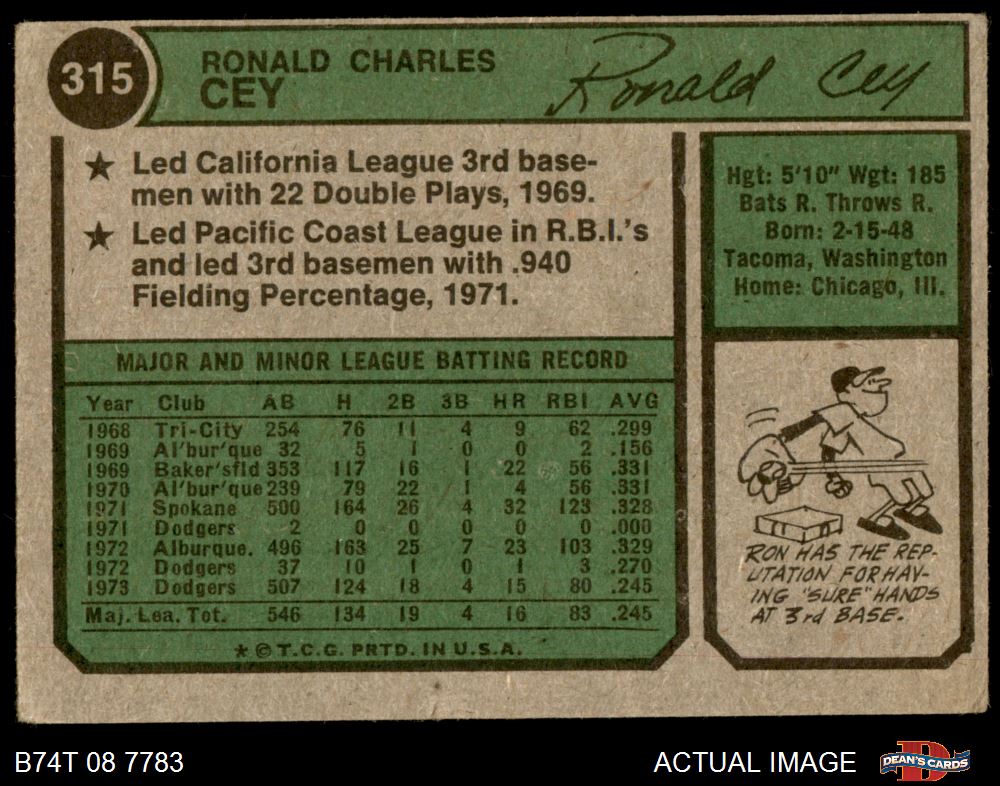 315
RONALD CHARLES
CEY
Ronald Cey
★ Led California League 3rd base-
men with 22 Double Plays, 1969.
★ Led Pacific Coast League in R.B.I.'s
and led 3rd basemen with .940
Fielding Percentage, 1971.
Hgt: 5'10" Wgt: 185
Bats R. Throws R.
Born: 2-15-48
Tacoma, Washington
Home: Chicago, Ill.
MAJOR AND MINOR LEAGUE BATTING RECORD
Year Club AB H 2B 3B HR RBI AVG
1968 Tri-City 254 76 11 4 9 62 .299
1969 Al'bur'que 32 5 1 0 0 2 .156
1969 Baker'sfld 353 117 16 1 22 56 .331
1970 Al'bur'que 239 79 22 1 4 56 .331
1971 Spokane 500 164 26 4 32 123 .328
1971 Dodgers 2 0 0 0 0 0 .000
1972 Alburque. 496 163 25 7 23 103 .329
1972 Dodgers 37 10 1 0 1 3 .270
1973 Dodgers 507 124 18 4 15 80 .245
Maj. Lea. Tot. 546 134 19 4 16 83 .245
★ © T.C.G. PRTD. IN U.S.A.
RON HAS THE REP-
UTATION FOR HAV-
ING "SURE" HANDS
AT 3rd BASE.
B74T 08 7783
ACTUAL IMAGE
DEAN'S CARDS